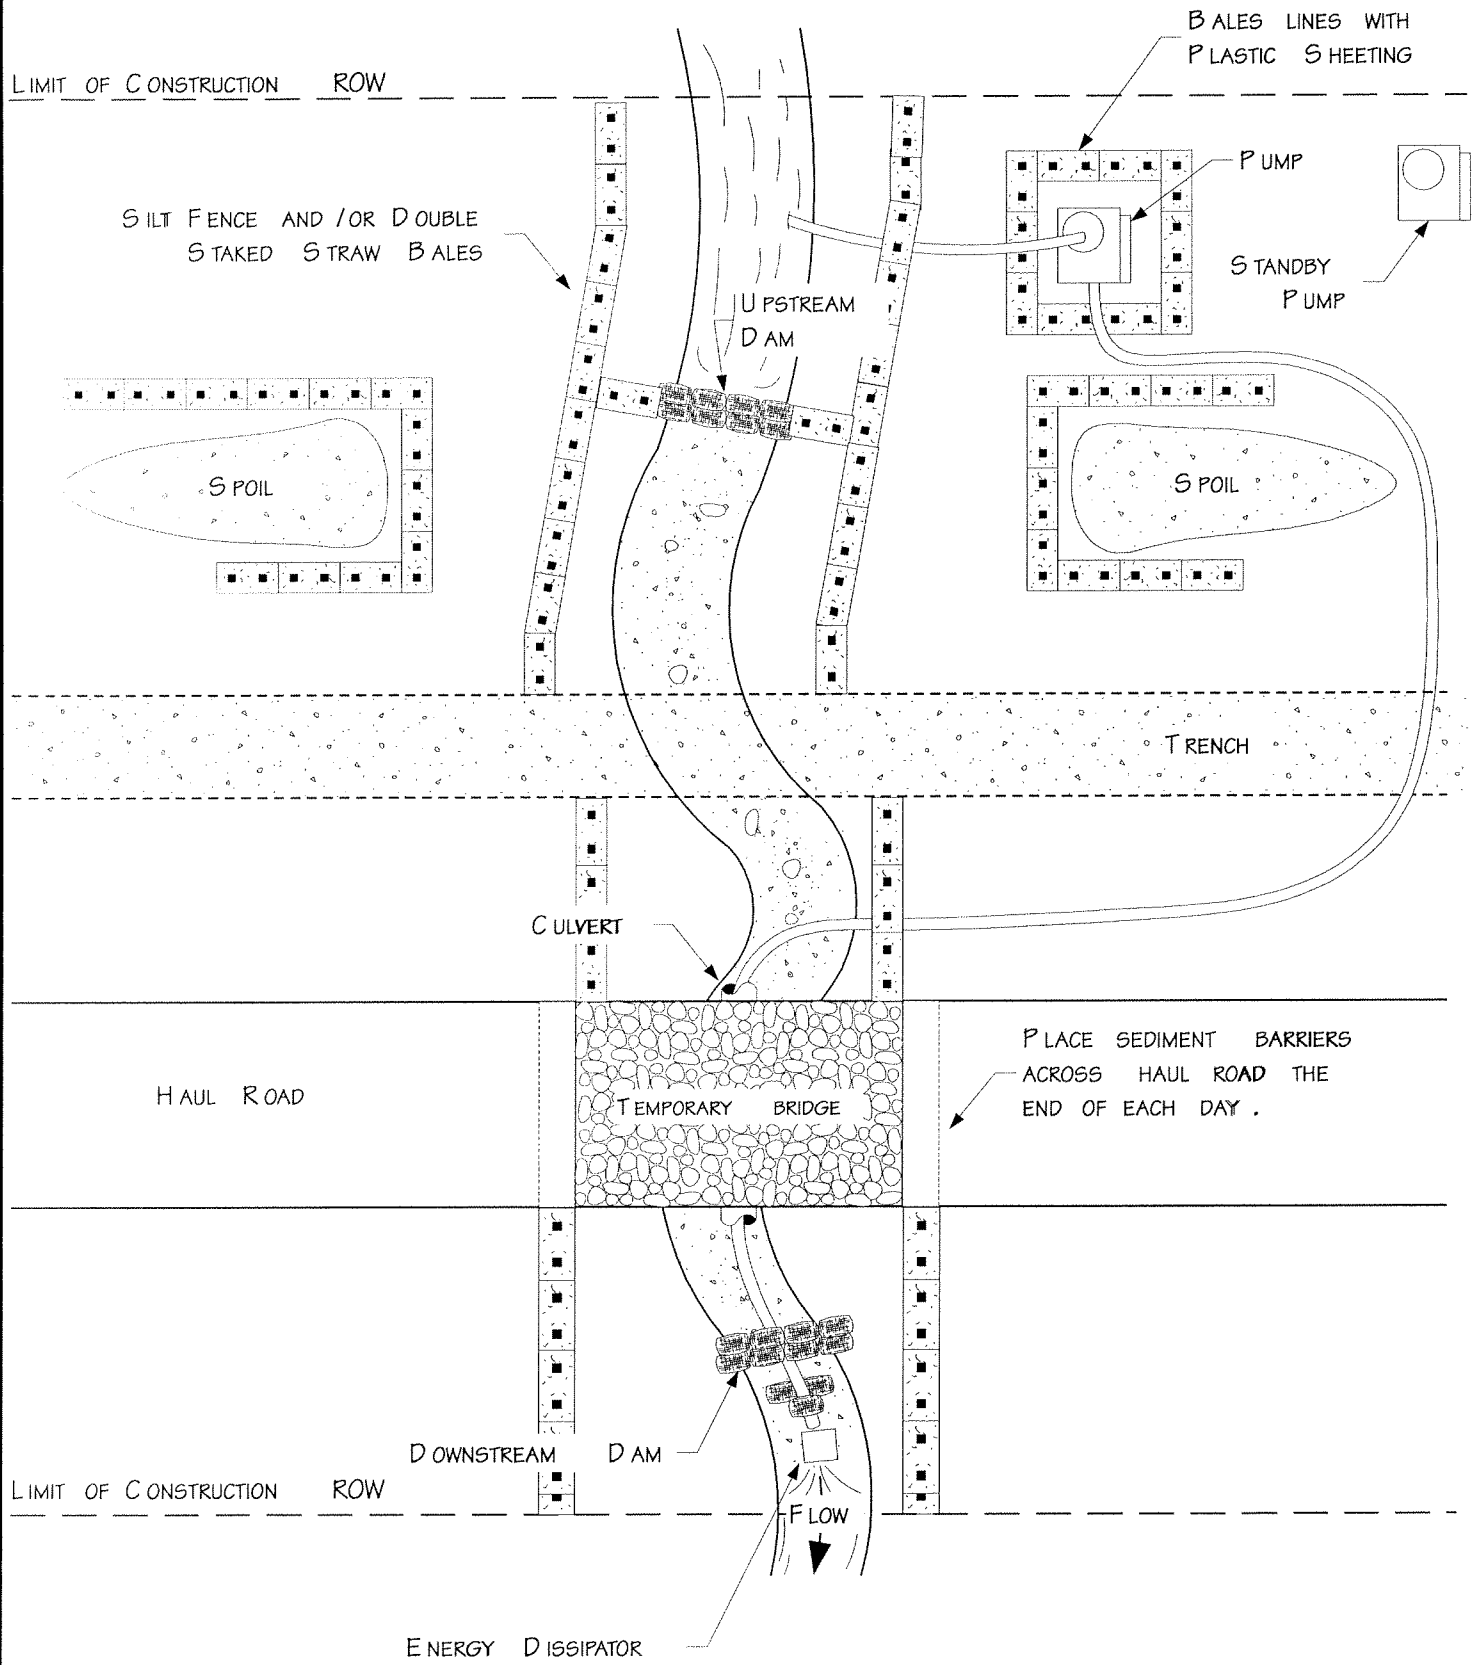 BALES LINES WITH
PLASTIC SHEETING
LIMIT OF CONSTRUCTION ROW
PUMP
SILT FENCE AND /OR DOUBLE
STAKED STRAW BALES
STANDBY
PUMP
UPSTREAM
DAM
SPOIL
SPOIL
TRENCH
CULVERT
PLACE SEDIMENT BARRIERS
ACROSS HAUL ROAD THE
END OF EACH DAY .
HAUL ROAD
TEMPORARY BRIDGE
DOWNSTREAM DAM
LIMIT OF CONSTRUCTION ROW
FLOW
ENERGY DISSIPATOR